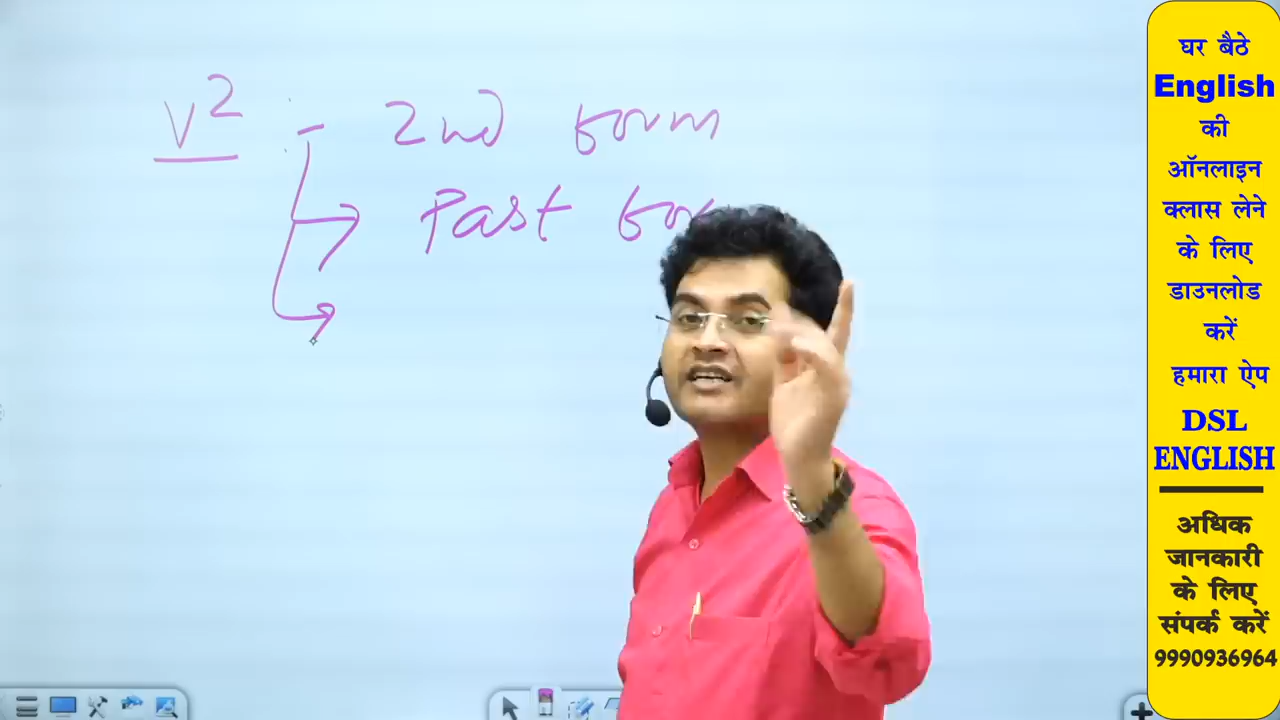 V² - 2nd form
Past
घर बैठे
English
की
ऑनलाइन
क्लास लेने
के लिए
डाउनलोड
करें
हमारा ऐप
DSL
ENGLISH
अधिक
जानकारी
के लिए
संपर्क करें
9990936964